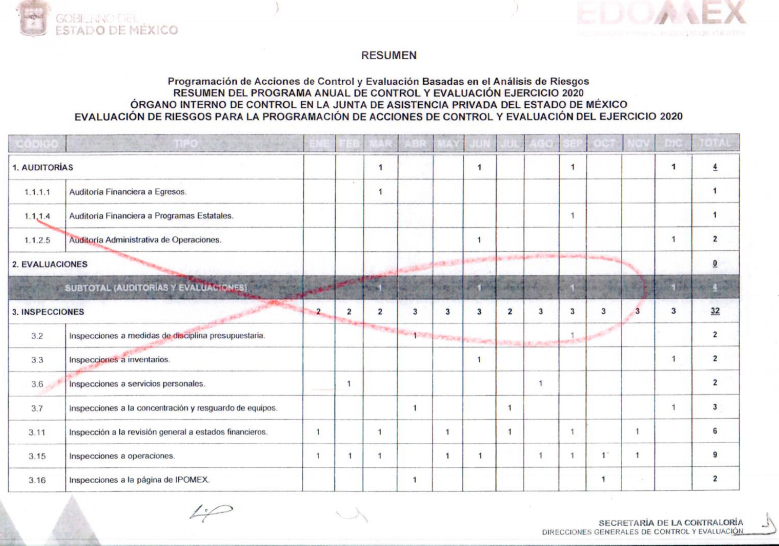 GOBIERNO DEL
ESTADO DE MÉXICO
EDOMEX
RESUMEN
Programación de Acciones de Control y Evaluación Basadas en el Análisis de Riesgos
RESUMEN DEL PROGRAMA ANUAL DE CONTROL Y EVALUACIÓN EJERCICIO 2020
ÓRGANO INTERNO DE CONTROL EN LA JUNTA DE ASISTENCIA PRIVADA DEL ESTADO DE MÉXICO
EVALUACIÓN DE RIESGOS PARA LA PROGRAMACIÓN DE ACCIONES DE CONTROL Y EVALUACIÓN DEL EJERCICIO 2020
CÓDIGO TIPO ENE FEB MAR ABR MAY JUN JUL AGO SEP OCT NOV DIC TOTAL
1. AUDITORÍAS 1 1 1 1 4
1.1.1.1 Auditoría Financiera a Egresos. 1 1
1.1.1.4 Auditoría Financiera a Programas Estatales. 1 1
1.1.2.5 Auditoría Administrativa de Operaciones. 1 1 2
2. EVALUACIONES 0
SUBTOTAL (AUDITORÍAS Y EVALUACIONES) 1 1 1 1 4
3. INSPECCIONES 2 2 2 3 3 3 2 3 3 3 3 3 32
3.2 Inspecciones a medidas de disciplina presupuestaria. 1 1 2
3.3 Inspecciones a inventarios. 1 1 2
3.6 Inspecciones a servicios personales. 1 1 2
3.7 Inspecciones a la concentración y resguardo de equipos. 1 1 1 3
3.11 Inspección a la revisión general a estados financieros. 1 1 1 1 1 1 6
3.15 Inspecciones a operaciones. 1 1 1 1 1 1 1 1 1 9
3.16 Inspecciones a la página de IPOMEX. 1 1 2
SECRETARÍA DE LA CONTRALORÍA
DIRECCIONES GENERALES DE CONTROL Y EVALUACIÓN